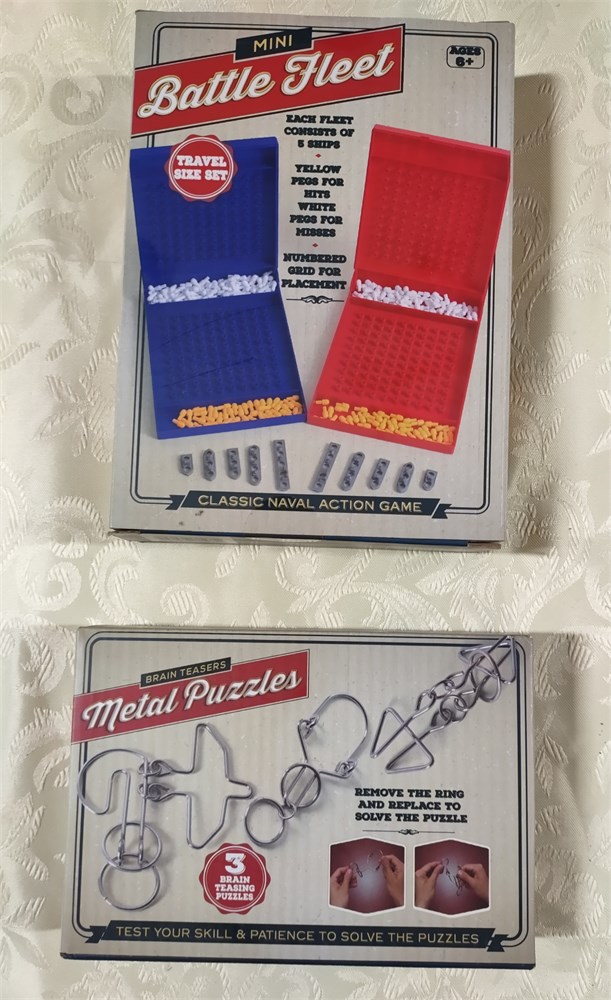 MINI
Battle Fleet
AGES
6+
EACH FLEET
CONSISTS OF
5 SHIPS
TRAVEL
SIZE SET
YELLOW
PEGS FOR
HITS
WHITE
PEGS FOR
MISSES
NUMBERED
GRID FOR
PLACEMENT
CLASSIC NAVAL ACTION GAME
BRAIN TEASERS
Metal Puzzles
REMOVE THE RING
AND REPLACE TO
SOLVE THE PUZZLE
3
BRAIN
TEASING
PUZZLES
TEST YOUR SKILL & PATIENCE TO SOLVE THE PUZZLES